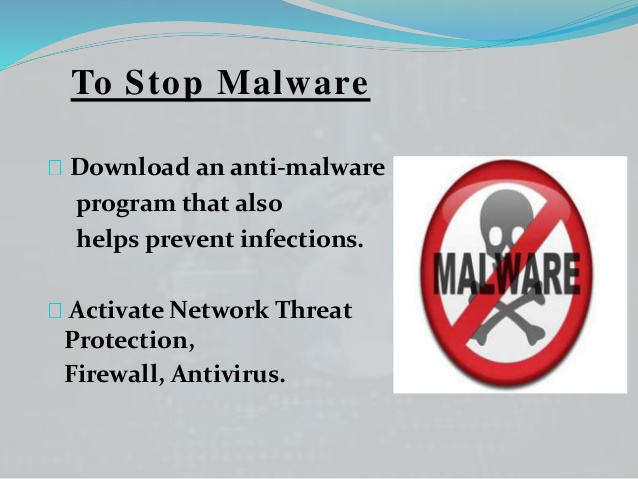 To Stop Malware
Download an anti-malware
program that also
helps prevent infections.
MALWARE
Activate Network Threat
Protection,
Firewall, Antivirus.